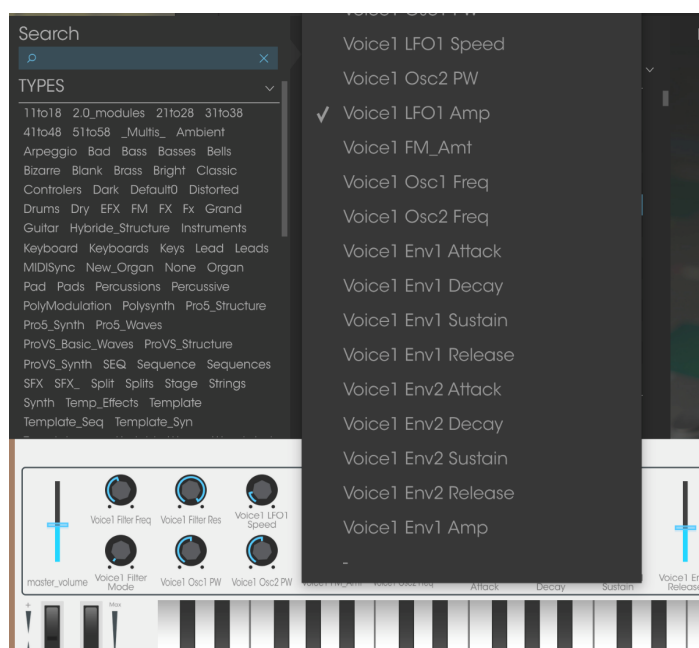 Search
TYPES
11to18 2.0_modules 21to28 31to38
41to48 51to58 _Multis_ Ambient
Arpeggio Bad Bass Basses Bells
Bizarre Blank Brass Bright Classic
Controlers Dark Default0 Distorted
Drums Dry EFX FM FX Fx Grand
Guitar Hybride_Structure Instruments
Keyboard Keyboards Keys Lead Leads
MIDISync New_Organ None Organ
Pad Pads Percussions Percussive
PolyModulation Polysynth Pro5_Structure
Pro5_Synth Pro5_Waves
ProVS_Basic_Waves ProVS_Structure
ProVS_Synth SEQ Sequence Sequences
SFX SFX_ Split Splits Stage Strings
Synth Temp_Effects Template
Template_Seq Template_Syn
Voice1 Osc1 PW
Voice1 LFO1 Speed
Voice1 Osc2 PW
✓ Voice1 LFO1 Amp
Voice1 FM_Amt
Voice1 Osc1 Freq
Voice1 Osc2 Freq
Voice1 Env1 Attack
Voice1 Env1 Decay
Voice1 Env1 Sustain
Voice1 Env1 Release
Voice1 Env2 Attack
Voice1 Env2 Decay
Voice1 Env2 Sustain
Voice1 Env2 Release
Voice1 Env1 Amp
-
Voice1 Filter Freq
Voice1 Filter Res
Voice1 LFO1
Speed
master_volume
Voice1 Filter
Mode
Voice1 Osc1 PW
Voice1 Osc2 PW
Attack
Decay
Sustain
Voice1 En
Release
+
Max